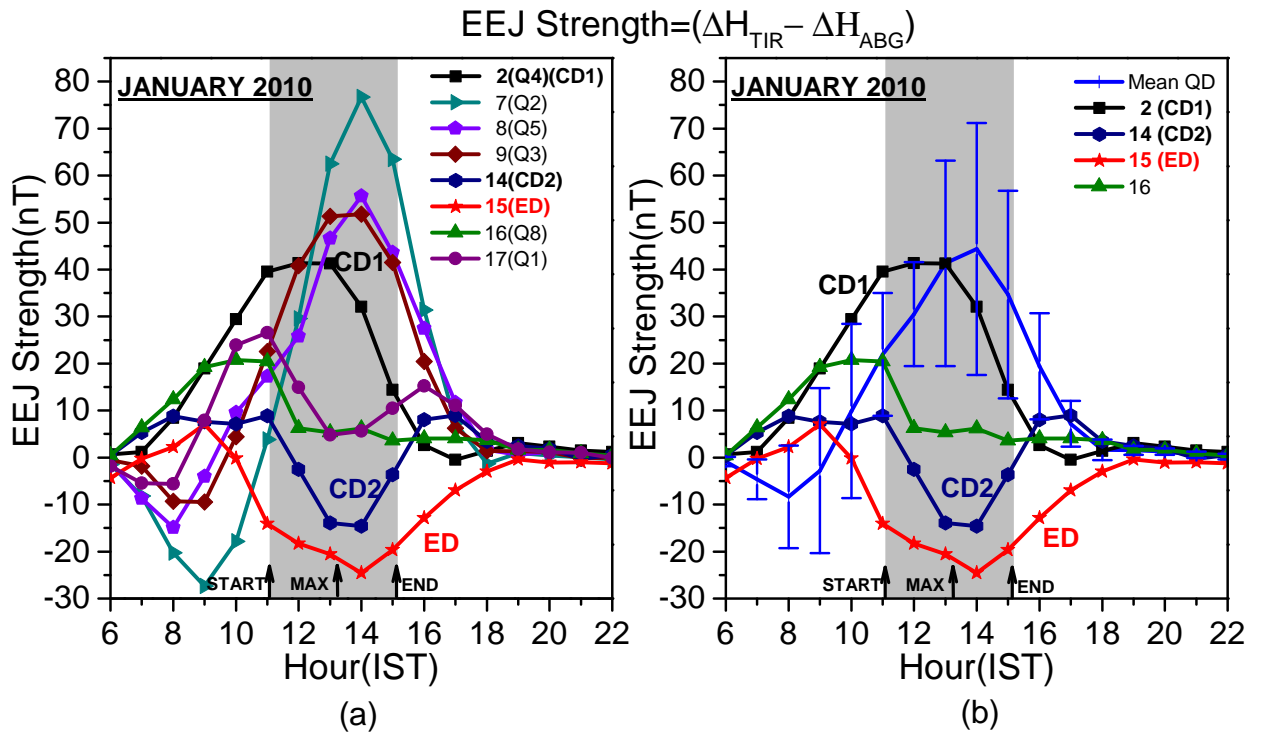 EEJ Strength=(ΔH_TIR − ΔH_ABG)
JANUARY 2010
2(Q4)(CD1)
7(Q2)
8(Q5)
9(Q3)
14(CD2)
15(ED)
16(Q8)
17(Q1)
CD1
CD2
ED
START
MAX
END
80
70
60
50
40
30
20
10
0
-10
-20
-30
EEJ Strength(nT)
6 8 10 12 14 16 18 20 22
Hour(IST)
(a)
JANUARY 2010
Mean QD
2 (CD1)
14 (CD2)
15 (ED)
16
CD1
CD2
ED
START
MAX
END
80
70
60
50
40
30
20
10
0
-10
-20
-30
EEJ Strength(nT)
6 8 10 12 14 16 18 20 22
Hour(IST)
(b)